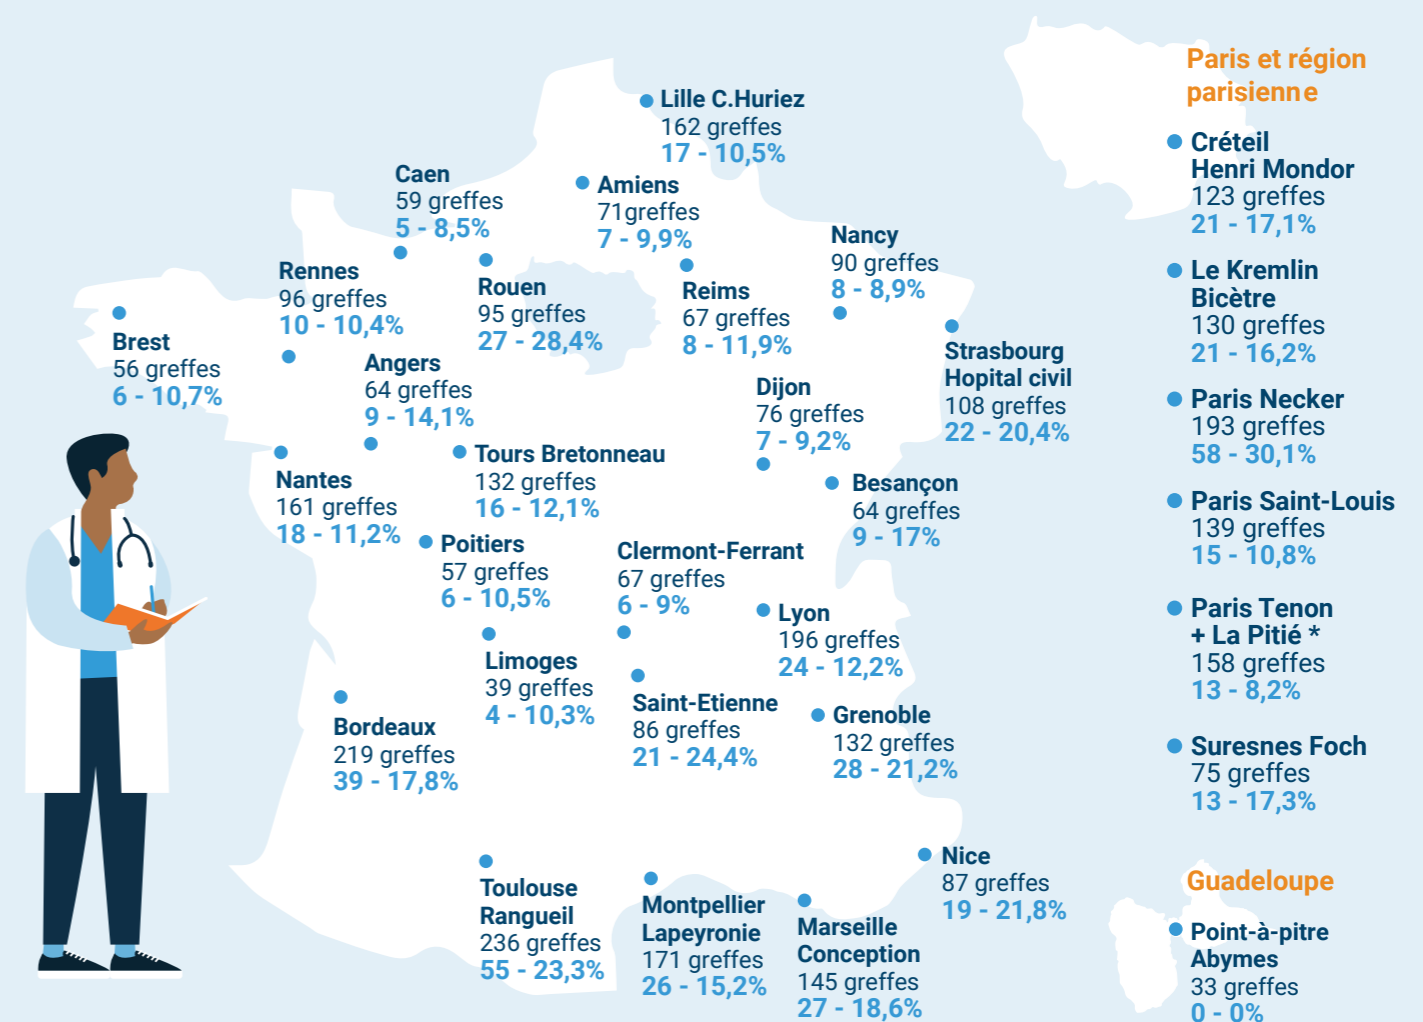 Lille C.Huriez
162 greffes
17 - 10,5%
Caen
59 greffes
5 - 8,5%
Amiens
71greffes
7 - 9,9%
Nancy
90 greffes
8 - 8,9%
Rennes
96 greffes
10 - 10,4%
Rouen
95 greffes
27 - 28,4%
Reims
67 greffes
8 - 11,9%
Brest
56 greffes
6 - 10,7%
Angers
64 greffes
9 - 14,1%
Strasbourg
Hopital civil
108 greffes
22 - 20,4%
Dijon
76 greffes
7 - 9,2%
Nantes
161 greffes
18 - 11,2%
Tours Bretonneau
132 greffes
16 - 12,1%
Besançon
64 greffes
9 - 17%
Poitiers
57 greffes
6 - 10,5%
Clermont-Ferrant
67 greffes
6 - 9%
Lyon
196 greffes
24 - 12,2%
Limoges
39 greffes
4 - 10,3%
Saint-Etienne
86 greffes
21 - 24,4%
Grenoble
132 greffes
28 - 21,2%
Bordeaux
219 greffes
39 - 17,8%
Toulouse
Rangueil
236 greffes
55 - 23,3%
Montpellier
Lapeyronie
171 greffes
26 - 15,2%
Marseille
Conception
145 greffes
27 - 18,6%
Nice
87 greffes
19 - 21,8%
Paris et région
parisienne
Créteil
Henri Mondor
123 greffes
21 - 17,1%
Le Kremlin
Bicètre
130 greffes
21 - 16,2%
Paris Necker
193 greffes
58 - 30,1%
Paris Saint-Louis
139 greffes
15 - 10,8%
Paris Tenon
+ La Pitié *
158 greffes
13 - 8,2%
Suresnes Foch
75 greffes
13 - 17,3%
Guadeloupe
Point-à-pitre
Abymes
33 greffes
0 - 0%